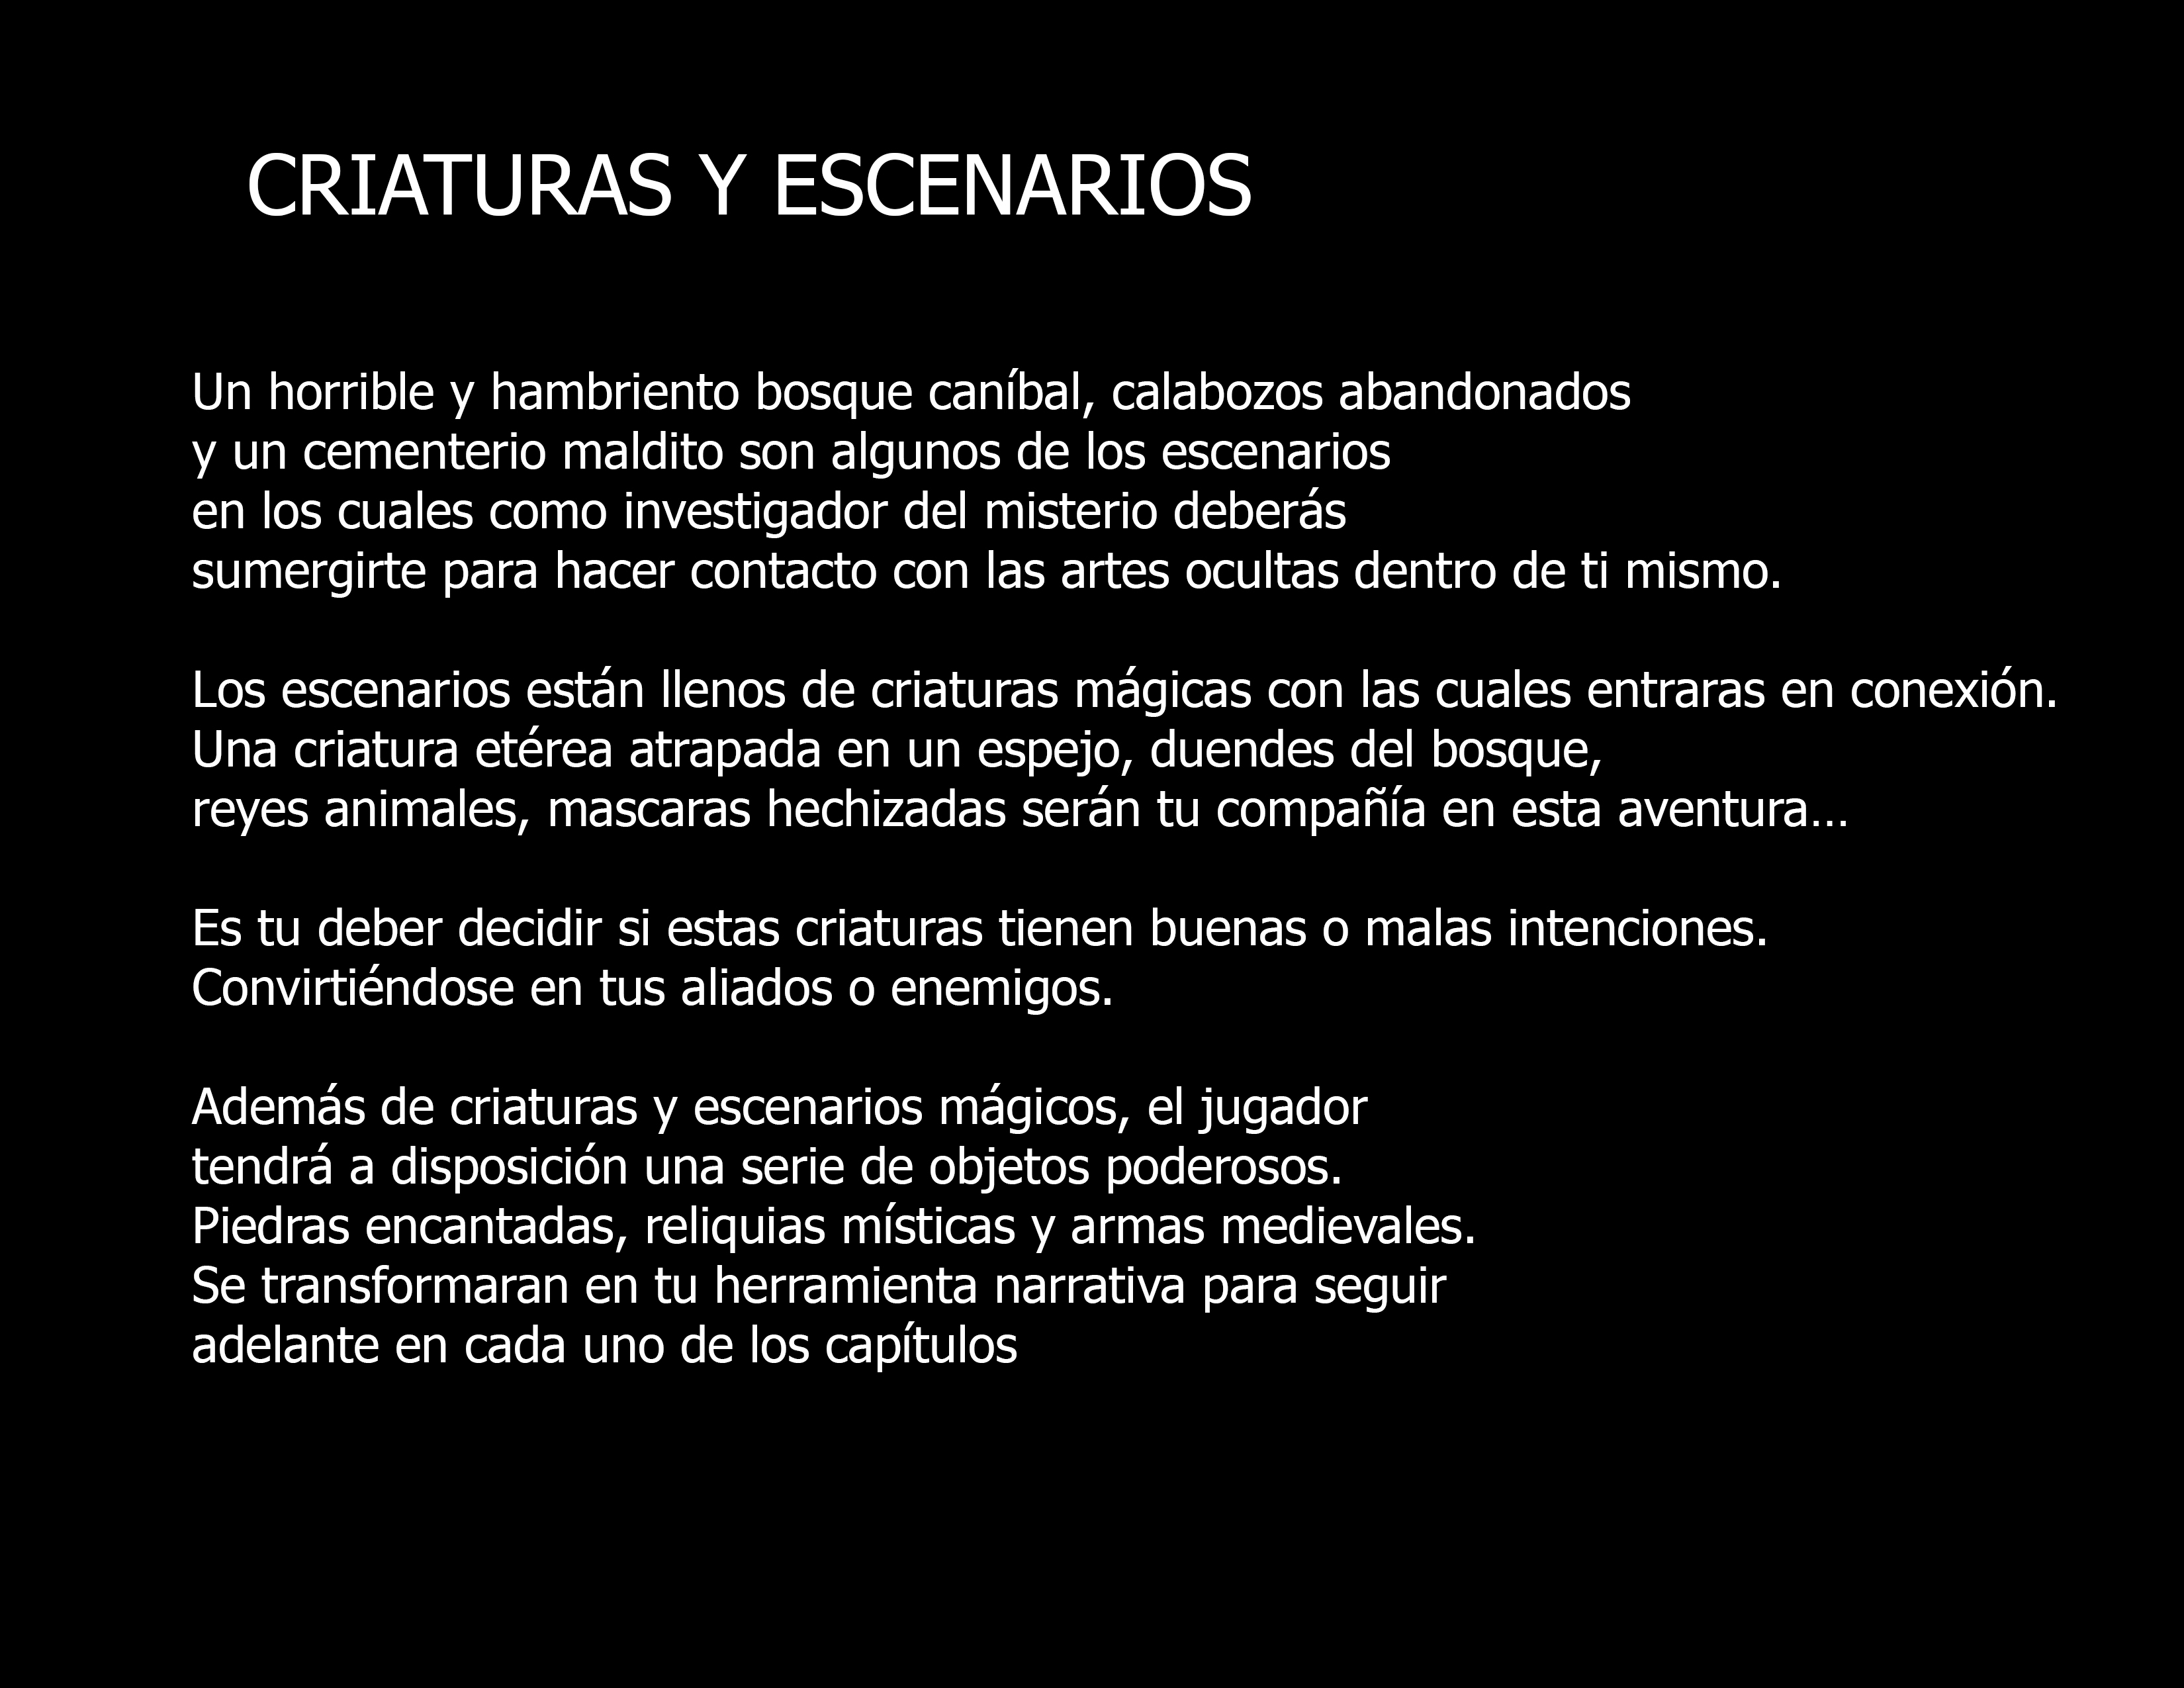 CRIATURAS Y ESCENARIOS
Un horrible y hambriento bosque caníbal, calabozos abandonados
y un cementerio maldito son algunos de los escenarios
en los cuales como investigador del misterio deberás
sumergirte para hacer contacto con las artes ocultas dentro de ti mismo.
Los escenarios están llenos de criaturas mágicas con las cuales entraras en conexión.
Una criatura etérea atrapada en un espejo, duendes del bosque,
reyes animales, mascaras hechizadas serán tu compañía en esta aventura...
Es tu deber decidir si estas criaturas tienen buenas o malas intenciones.
Convirtiéndose en tus aliados o enemigos.
Además de criaturas y escenarios mágicos, el jugador
tendrá a disposición una serie de objetos poderosos.
Piedras encantadas, reliquias místicas y armas medievales.
Se transformaran en tu herramienta narrativa para seguir
adelante en cada uno de los capítulos